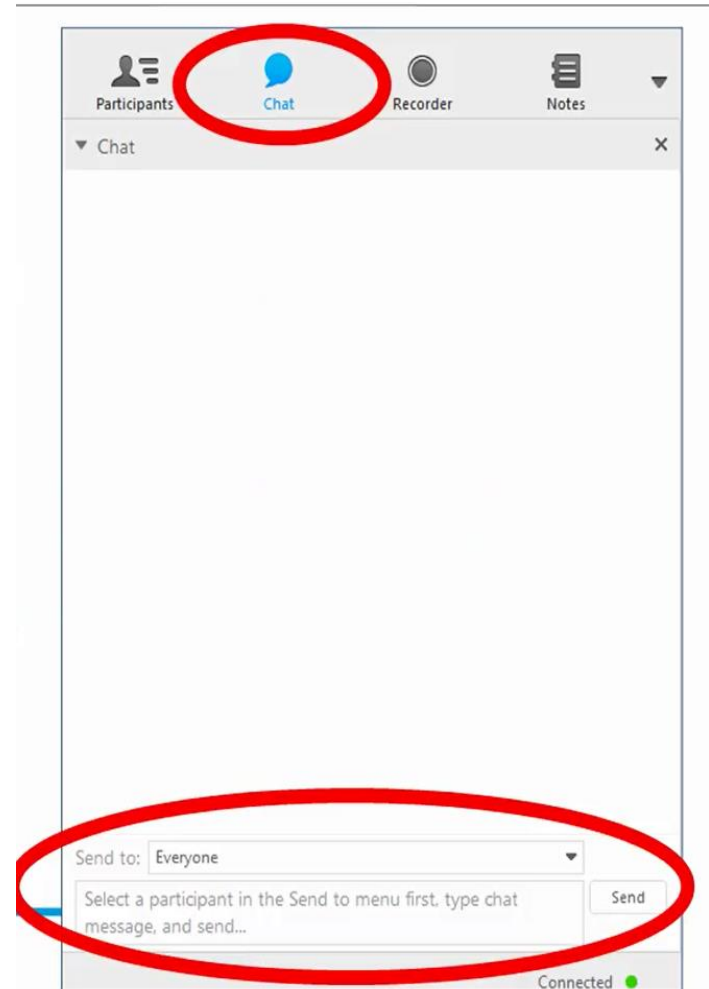 Participants Chat Recorder Notes
Chat
Send to: Everyone
Select a participant in the Send to menu first, type chat
message, and send...
Send
Connected